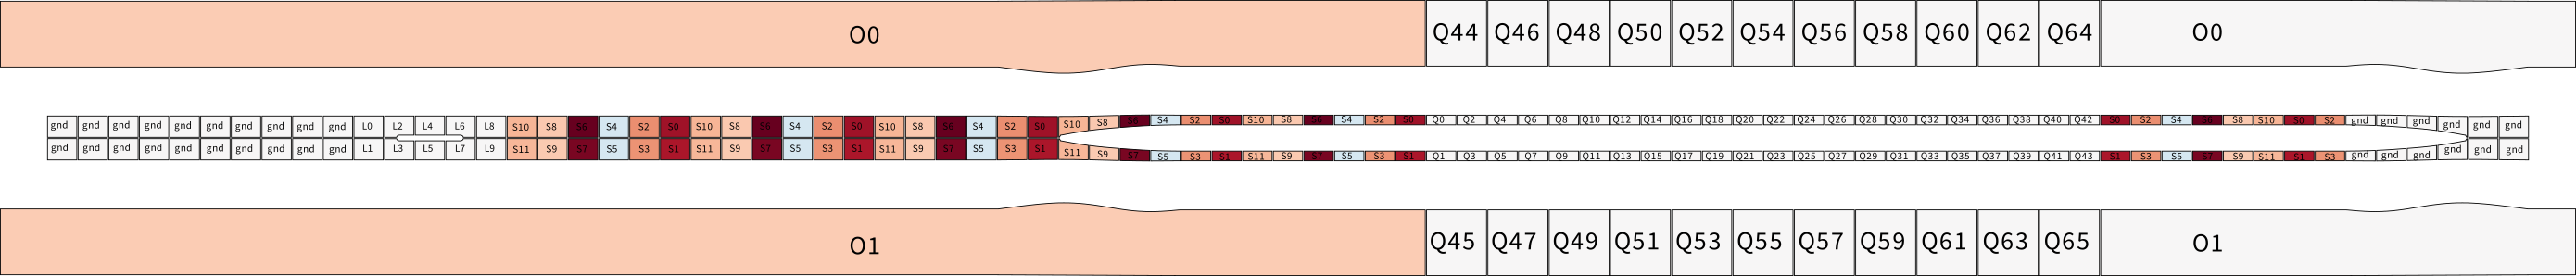 O0 Q44 Q46 Q48 Q50 Q52 Q54 Q56 Q58 Q60 Q62 Q64 O0
gnd gnd gnd gnd gnd gnd gnd gnd gnd gnd L0 L2 L4 L6 L8 S10 S8 S6 S4 S2 S0 S10 S8 S6 S4 S2 S0 S10 S8 S6 S4 S2 S0 S10 S8 S6 S4 S2 S0 S10 S8 S6 S4 S2 S0 Q0 Q2 Q4 Q6 Q8 Q10 Q12 Q14 Q16 Q18 Q20 Q22 Q24 Q26 Q28 Q30 Q32 Q34 Q36 Q38 Q40 Q42 S0 S2 S4 S6 S8 S10 S0 S2 gnd gnd gnd gnd gnd gnd
gnd gnd gnd gnd gnd gnd gnd gnd gnd gnd L1 L3 L5 L7 L9 S11 S9 S7 S5 S3 S1 S11 S9 S7 S5 S3 S1 S11 S9 S7 S5 S3 S1 S11 S9 S7 S5 S3 S1 S11 S9 S7 S5 S3 S1 Q1 Q3 Q5 Q7 Q9 Q11 Q13 Q15 Q17 Q19 Q21 Q23 Q25 Q27 Q29 Q31 Q33 Q35 Q37 Q39 Q41 Q43 S1 S3 S5 S7 S9 S11 S1 S3 gnd gnd gnd gnd gnd gnd
O1 Q45 Q47 Q49 Q51 Q53 Q55 Q57 Q59 Q61 Q63 Q65 O1